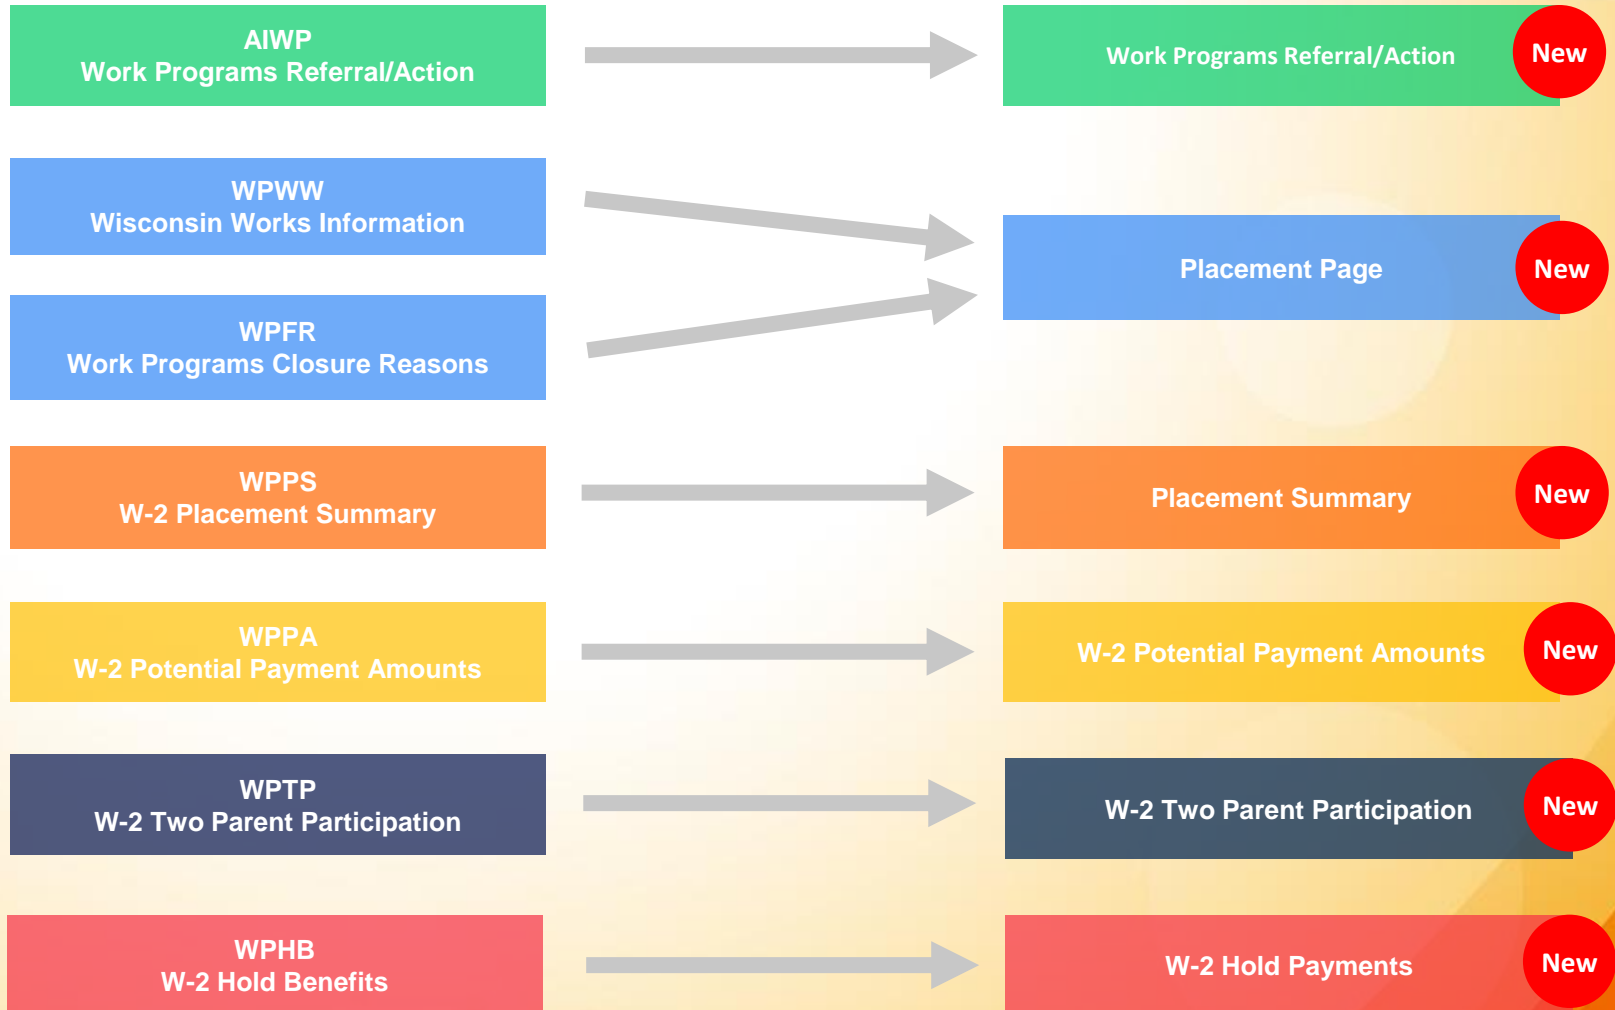 AIWP
Work Programs Referral/Action
Work Programs Referral/Action
New
WPWW
Wisconsin Works Information
WPFR
Work Programs Closure Reasons
Placement Page
New
WPPS
W-2 Placement Summary
Placement Summary
New
WPPA
W-2 Potential Payment Amounts
W-2 Potential Payment Amounts
New
WPTP
W-2 Two Parent Participation
W-2 Two Parent Participation
New
WPHB
W-2 Hold Benefits
W-2 Hold Payments
New